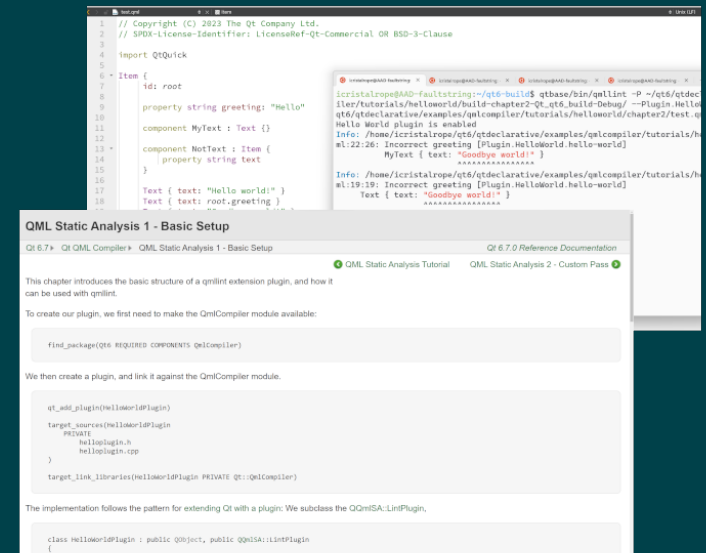 test.qml
Item
Unix (LF)
1 // Copyright (C) 2023 The Qt Company Ltd.
2 // SPDX-License-Identifier: LicenseRef-Qt-Commercial OR BSD-3-Clause
3
4 import QtQuick
5
6 Item {
7 id: root
8
9 property string greeting: "Hello"
10
11 component MyText : Text {}
12
13 component NotText : Item {
14 property string text
15 }
16
17 Text { text: "Hello world!" }
18 Text { text: root.greeting }
icristalrope@AAD-faultstring:~/qt6-build$ qtbase/bin/qmllint -P ~/qt6/qtdecl
iler/tutorials/helloworld/build-chapter2-Qt_qt6_build-Debug/ --Plugin.Hello
qt6/qtdeclarative/examples/qmlcompiler/tutorials/helloworld/chapter2/test.q
Hello World plugin is enabled
Info: /home/icristalrope/qt6/qtdeclarative/examples/qmlcompiler/tutorials/h
ml:22:26: Incorrect greeting [Plugin.HelloWorld.hello-world]
MyText { text: "Goodbye world!" }
^^^^^^^^^^^^^^^^
Info: /home/icristalrope/qt6/qtdeclarative/examples/qmlcompiler/tutorials/h
ml:19:19: Incorrect greeting [Plugin.HelloWorld.hello-world]
Text { text: "Goodbye world!" }
^^^^^^^^^^^^^^^^
QML Static Analysis 1 - Basic Setup
Qt 6.7 Qt QML Compiler QML Static Analysis 1 - Basic Setup Qt 6.7.0 Reference Documentation
QML Static Analysis Tutorial QML Static Analysis 2 - Custom Pass
This chapter introduces the basic structure of a qmllint extension plugin, and how it
can be used with qmllint.
To create our plugin, we first need to make the QmlCompiler module available:
find_package(Qt6 REQUIRED COMPONENTS QmlCompiler)
We then create a plugin, and link it against the QmlCompiler module.
qt_add_plugin(HelloWorldPlugin)
target_sources(HelloWorldPlugin
PRIVATE
helloplugin.h
helloplugin.cpp
)
target_link_libraries(HelloWorldPlugin PRIVATE Qt::QmlCompiler)
The implementation follows the pattern for extending Qt with a plugin: We subclass the QQmlSA::LintPlugin,
class HelloWorldPlugin : public QObject, public QQmlSA::LintPlugin
{